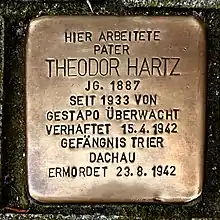 HIER ARBEITETE
PATER
THEODOR HARTZ
JG. 1887
SEIT 1933 VON
GESTAPO ÜBERWACHT
VERHAFTET 15.4.1942
GEFÄNGNIS TRIER
DACHAU
ERMORDET 23.8.1942